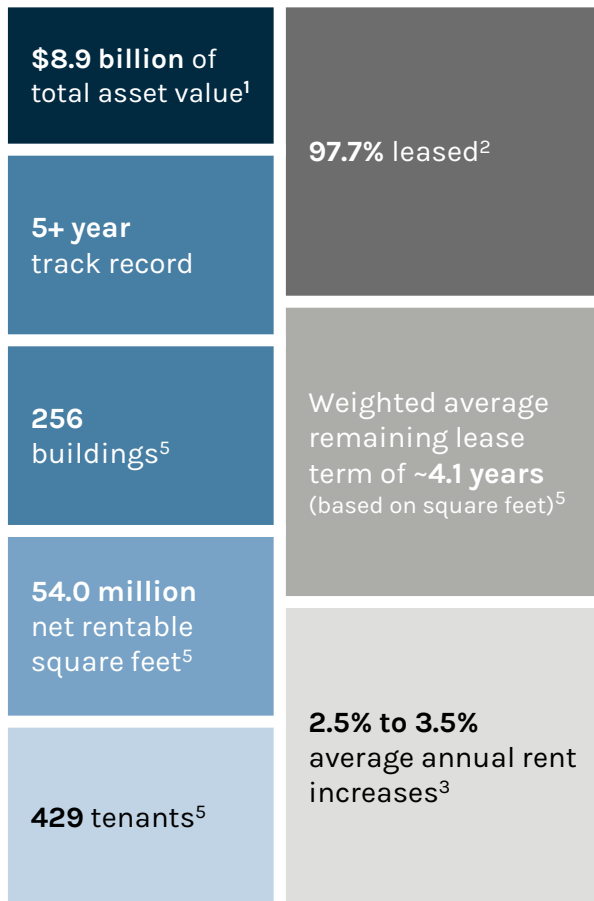 $8.9 billion of
total asset value¹
5+ year
track record
256
buildings⁵
54.0 million
net rentable
square feet⁵
429 tenants⁵
97.7% leased²
Weighted average
remaining lease
term of ~4.1 years
(based on square feet)⁵
2.5% to 3.5%
average annual rent
increases³